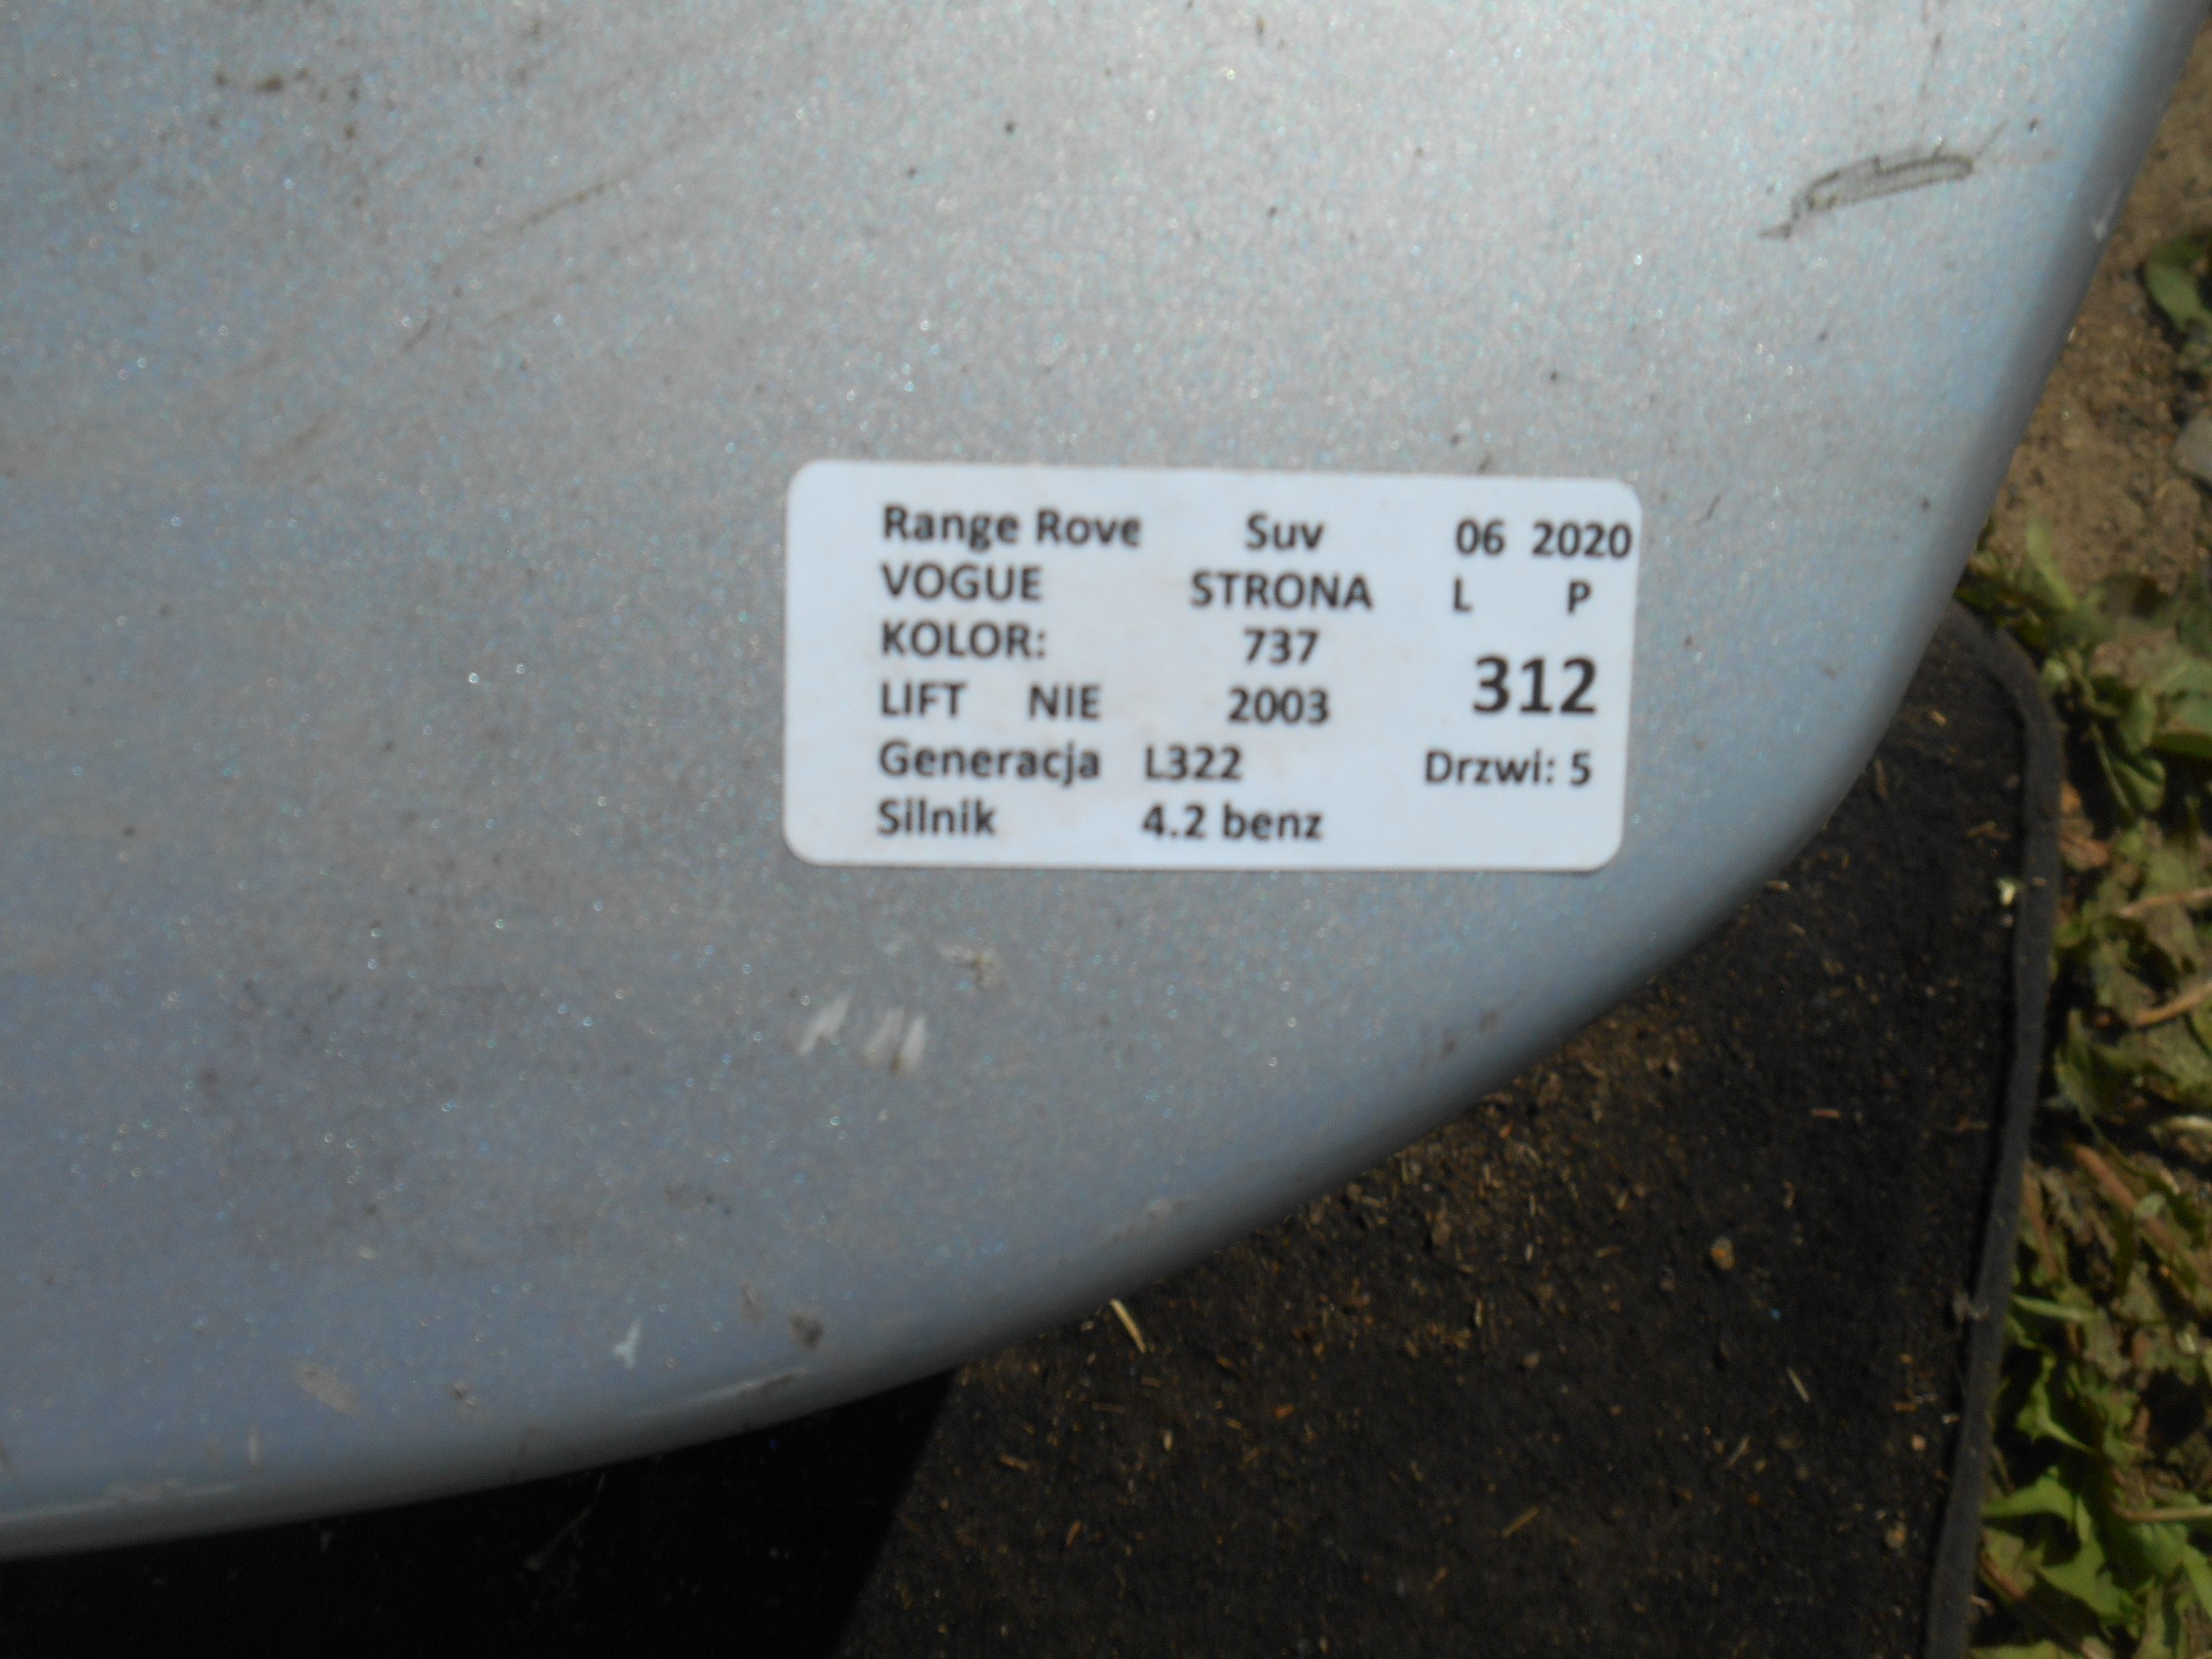 Range Rove Suv 06 2020
VOGUE STRONA L P
KOLOR: 737
LIFT NIE 2003 312
Generacja L322 Drzwi: 5
Silnik 4.2 benz